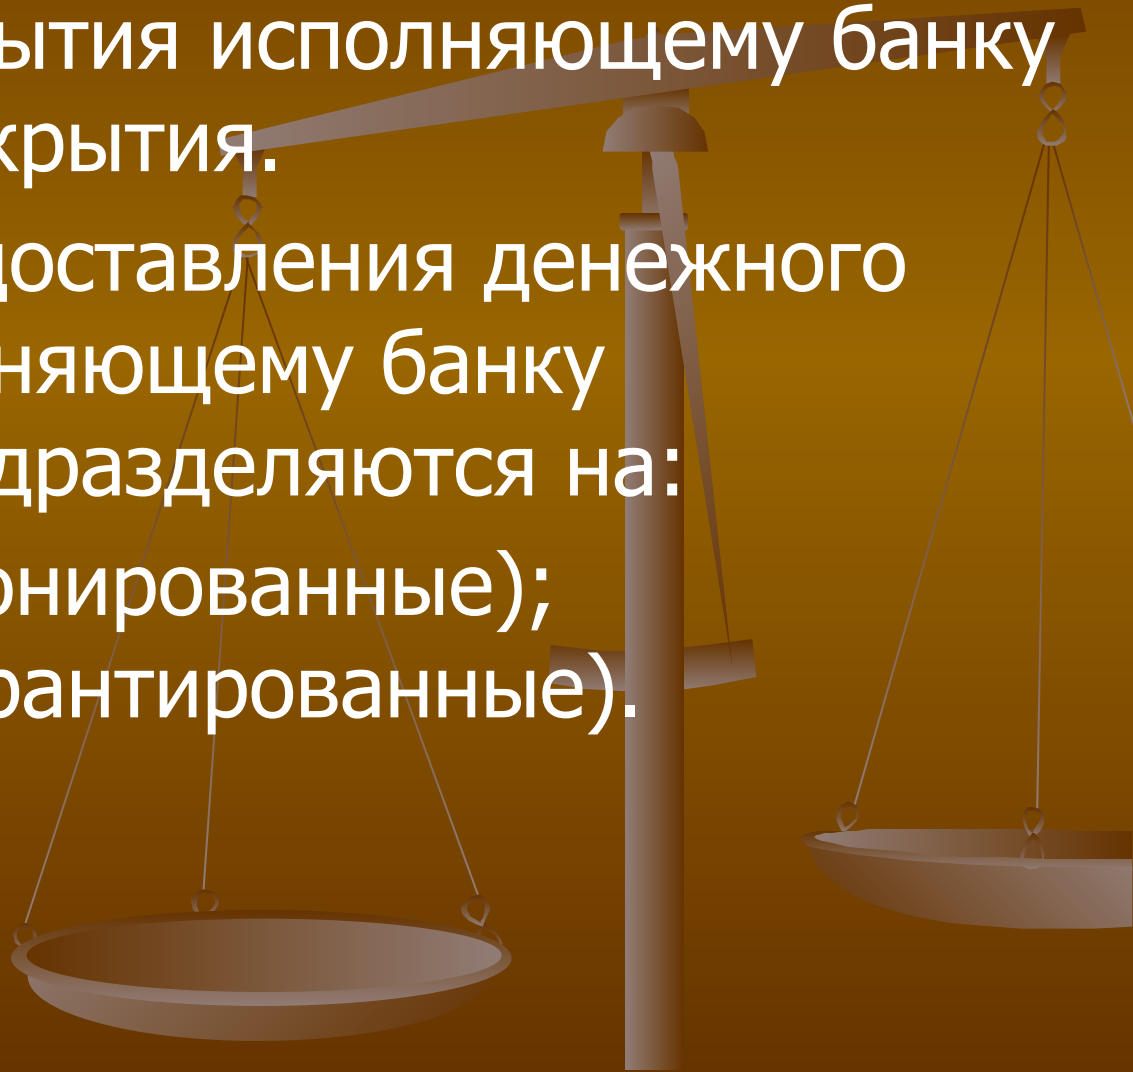 ытия исполняющему банку
крытия.
доставления денежного
няющему банку
дразделяются на:
онированные);
рантированные).